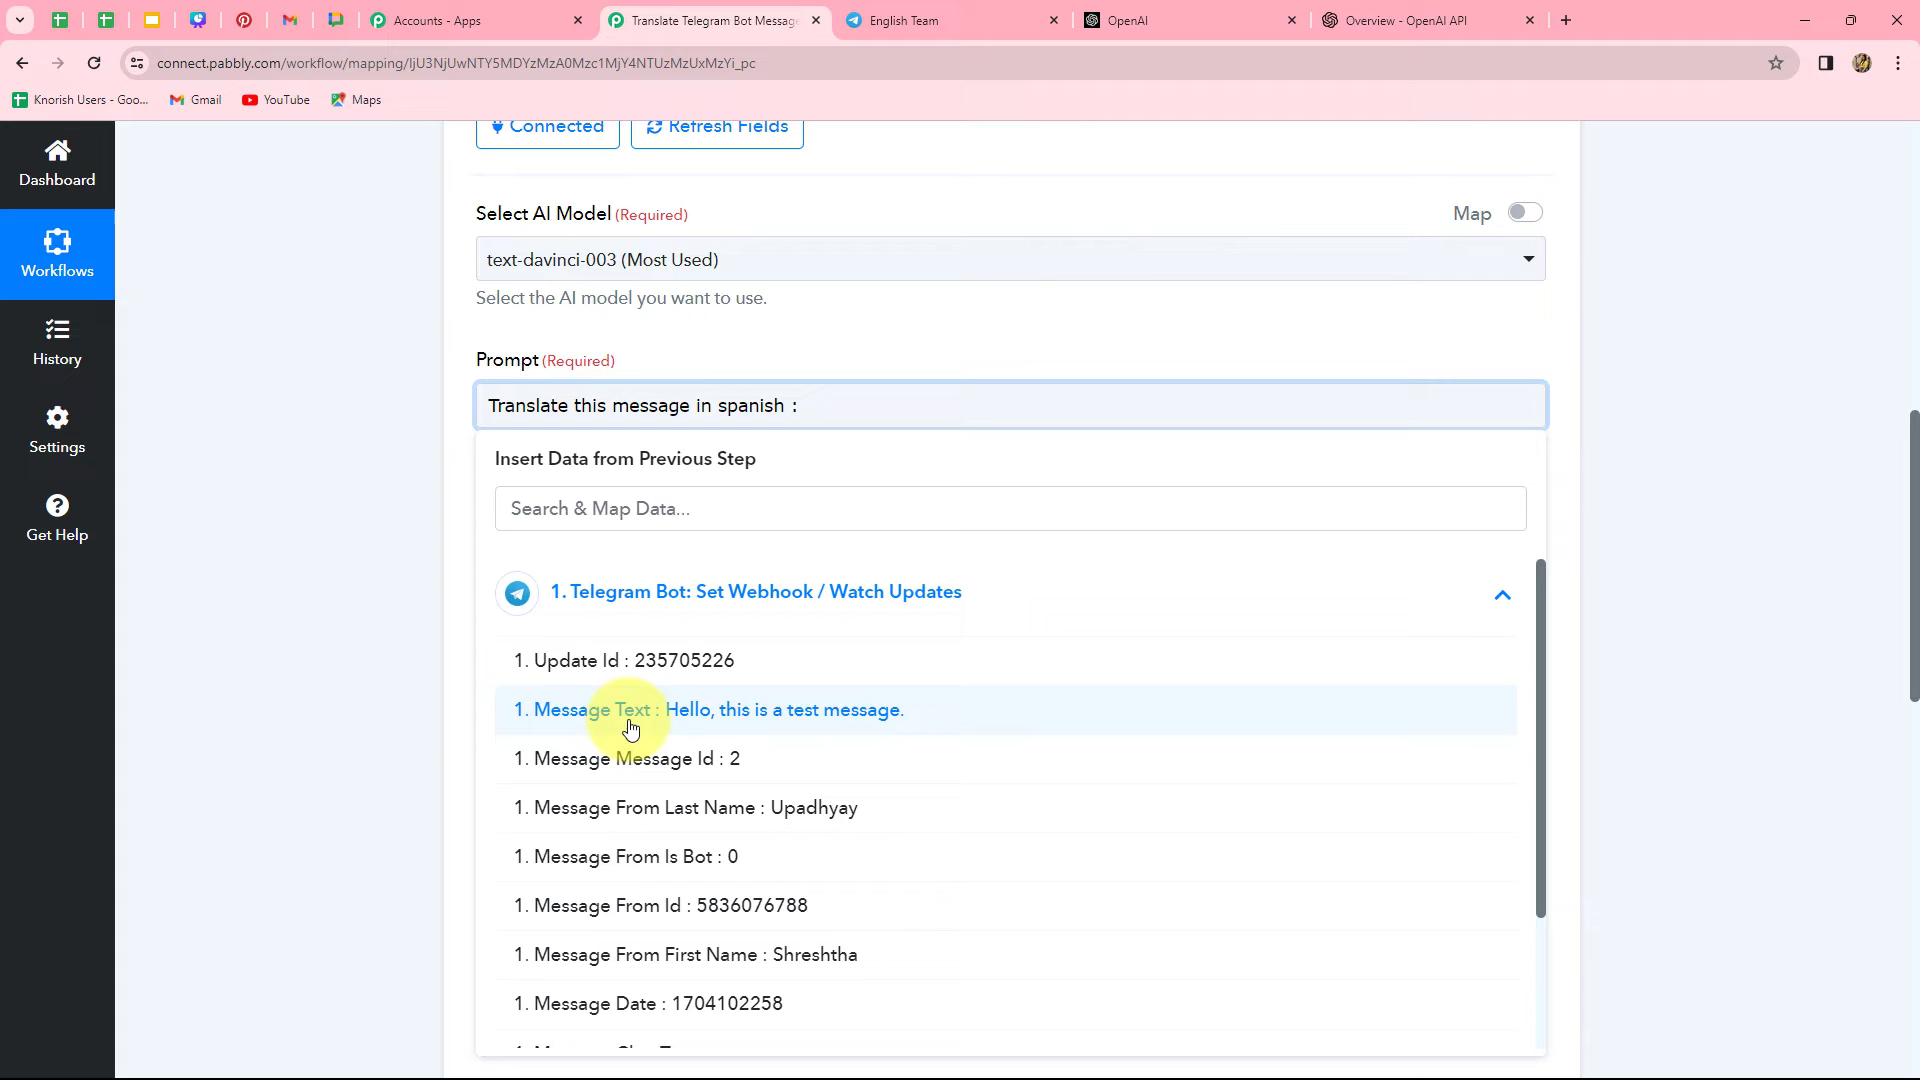 Accounts - Apps
Translate Telegram Bot Message
English Team
OpenAI
Overview - OpenAI API
connect.pabbly.com/workflow/mapping/IjU3NjUwNTY5MDYzMzA0Mzc1MjY4NTUzMzUxMzYi_pc
Knorish Users - Goo...
Gmail
YouTube
Maps
Dashboard
Workflows
History
Settings
Get Help
Connected
Refresh Fields
Select AI Model (Required)
Map
text-davinci-003 (Most Used)
Select the AI model you want to use.
Prompt (Required)
Translate this message in spanish :
Insert Data from Previous Step
Search & Map Data...
1. Telegram Bot: Set Webhook / Watch Updates
1. Update Id : 235705226
1. Message Text : Hello, this is a test message.
1. Message Message Id : 2
1. Message From Last Name : Upadhyay
1. Message From Is Bot : 0
1. Message From Id : 5836076788
1. Message From First Name : Shreshtha
1. Message Date : 1704102258